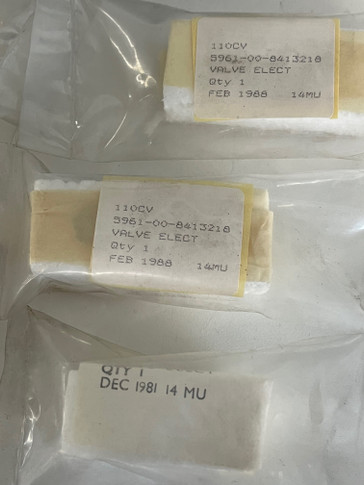 110CV
5961-00-8413218
VALVE ELECT
Qty 1
FEB 1988 14MU
110CV
5961-00-8413218
VALVE ELECT
Qty 1
FEB 1988 14MU
QTY 1
DEC 1981 14 MU